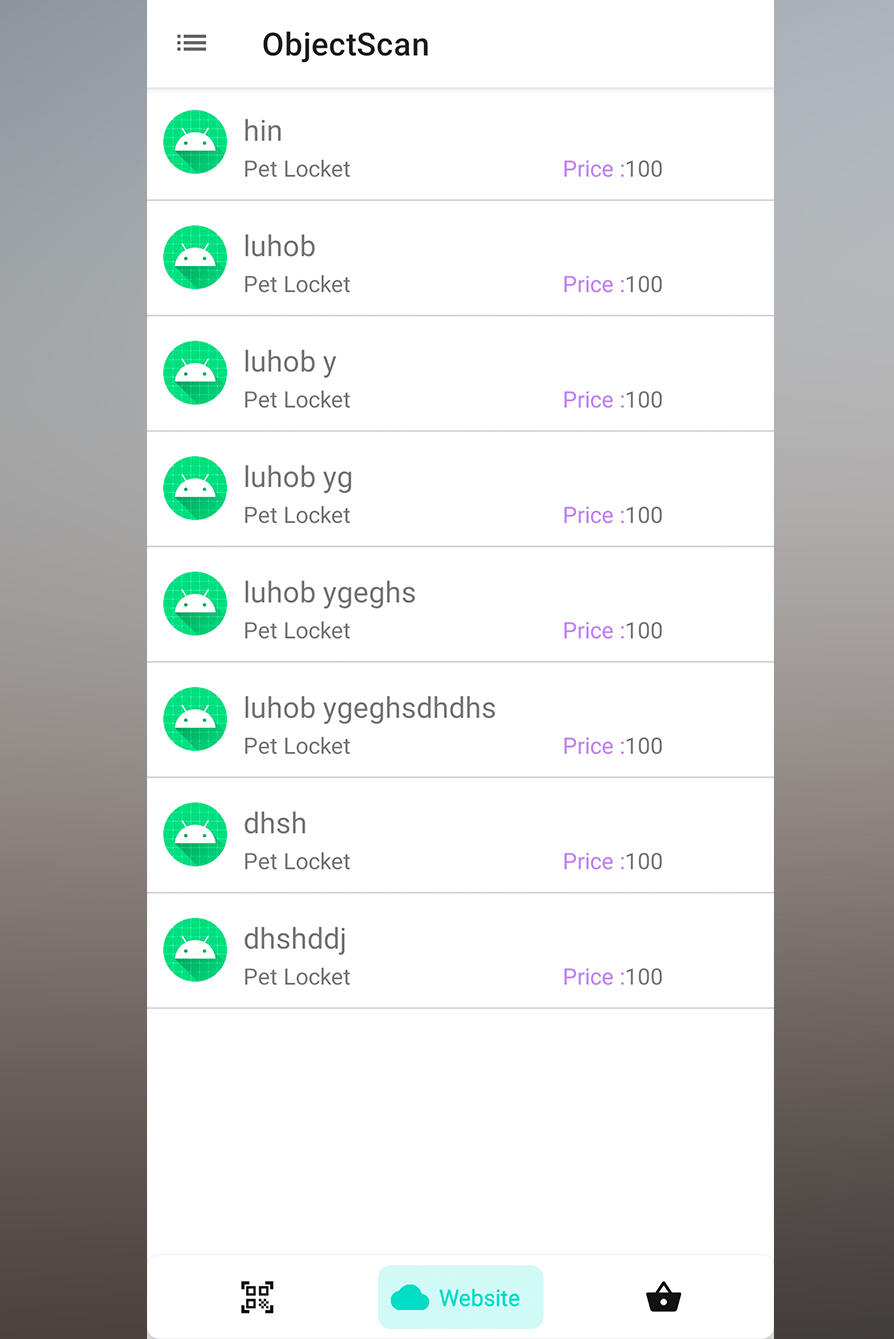 ObjectScan
hin
Pet Locket Price :100
luhob
Pet Locket Price :100
luhob y
Pet Locket Price :100
luhob yg
Pet Locket Price :100
luhob ygeghs
Pet Locket Price :100
luhob ygeghsdhdhs
Pet Locket Price :100
dhsh
Pet Locket Price :100
dhshddj
Pet Locket Price :100
Website